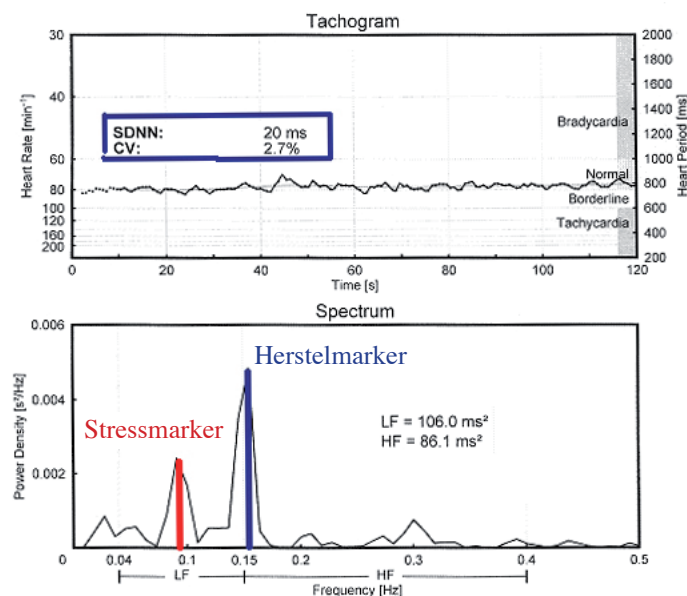 Tachogram
30
40
60
80
100
120
160
200
Heart Rate [min⁻¹]
SDNN: 20 ms
CV: 2.7%
Bradycardia
Normal
Borderline
Tachycardia
2000
1800
1600
1400
1200
1000
800
600
400
200
Heart Period [ms]
0 20 40 60 80 100 120
Time [s]
Spectrum
0.006
0.004
0.002
Power Density [s²/Hz]
Herstelmarker
Stressmarker
LF = 106.0 ms²
HF = 86.1 ms²
0 0.04 0.1 0.15 0.2 0.3 0.4 0.5
LF HF
Frequency [Hz]